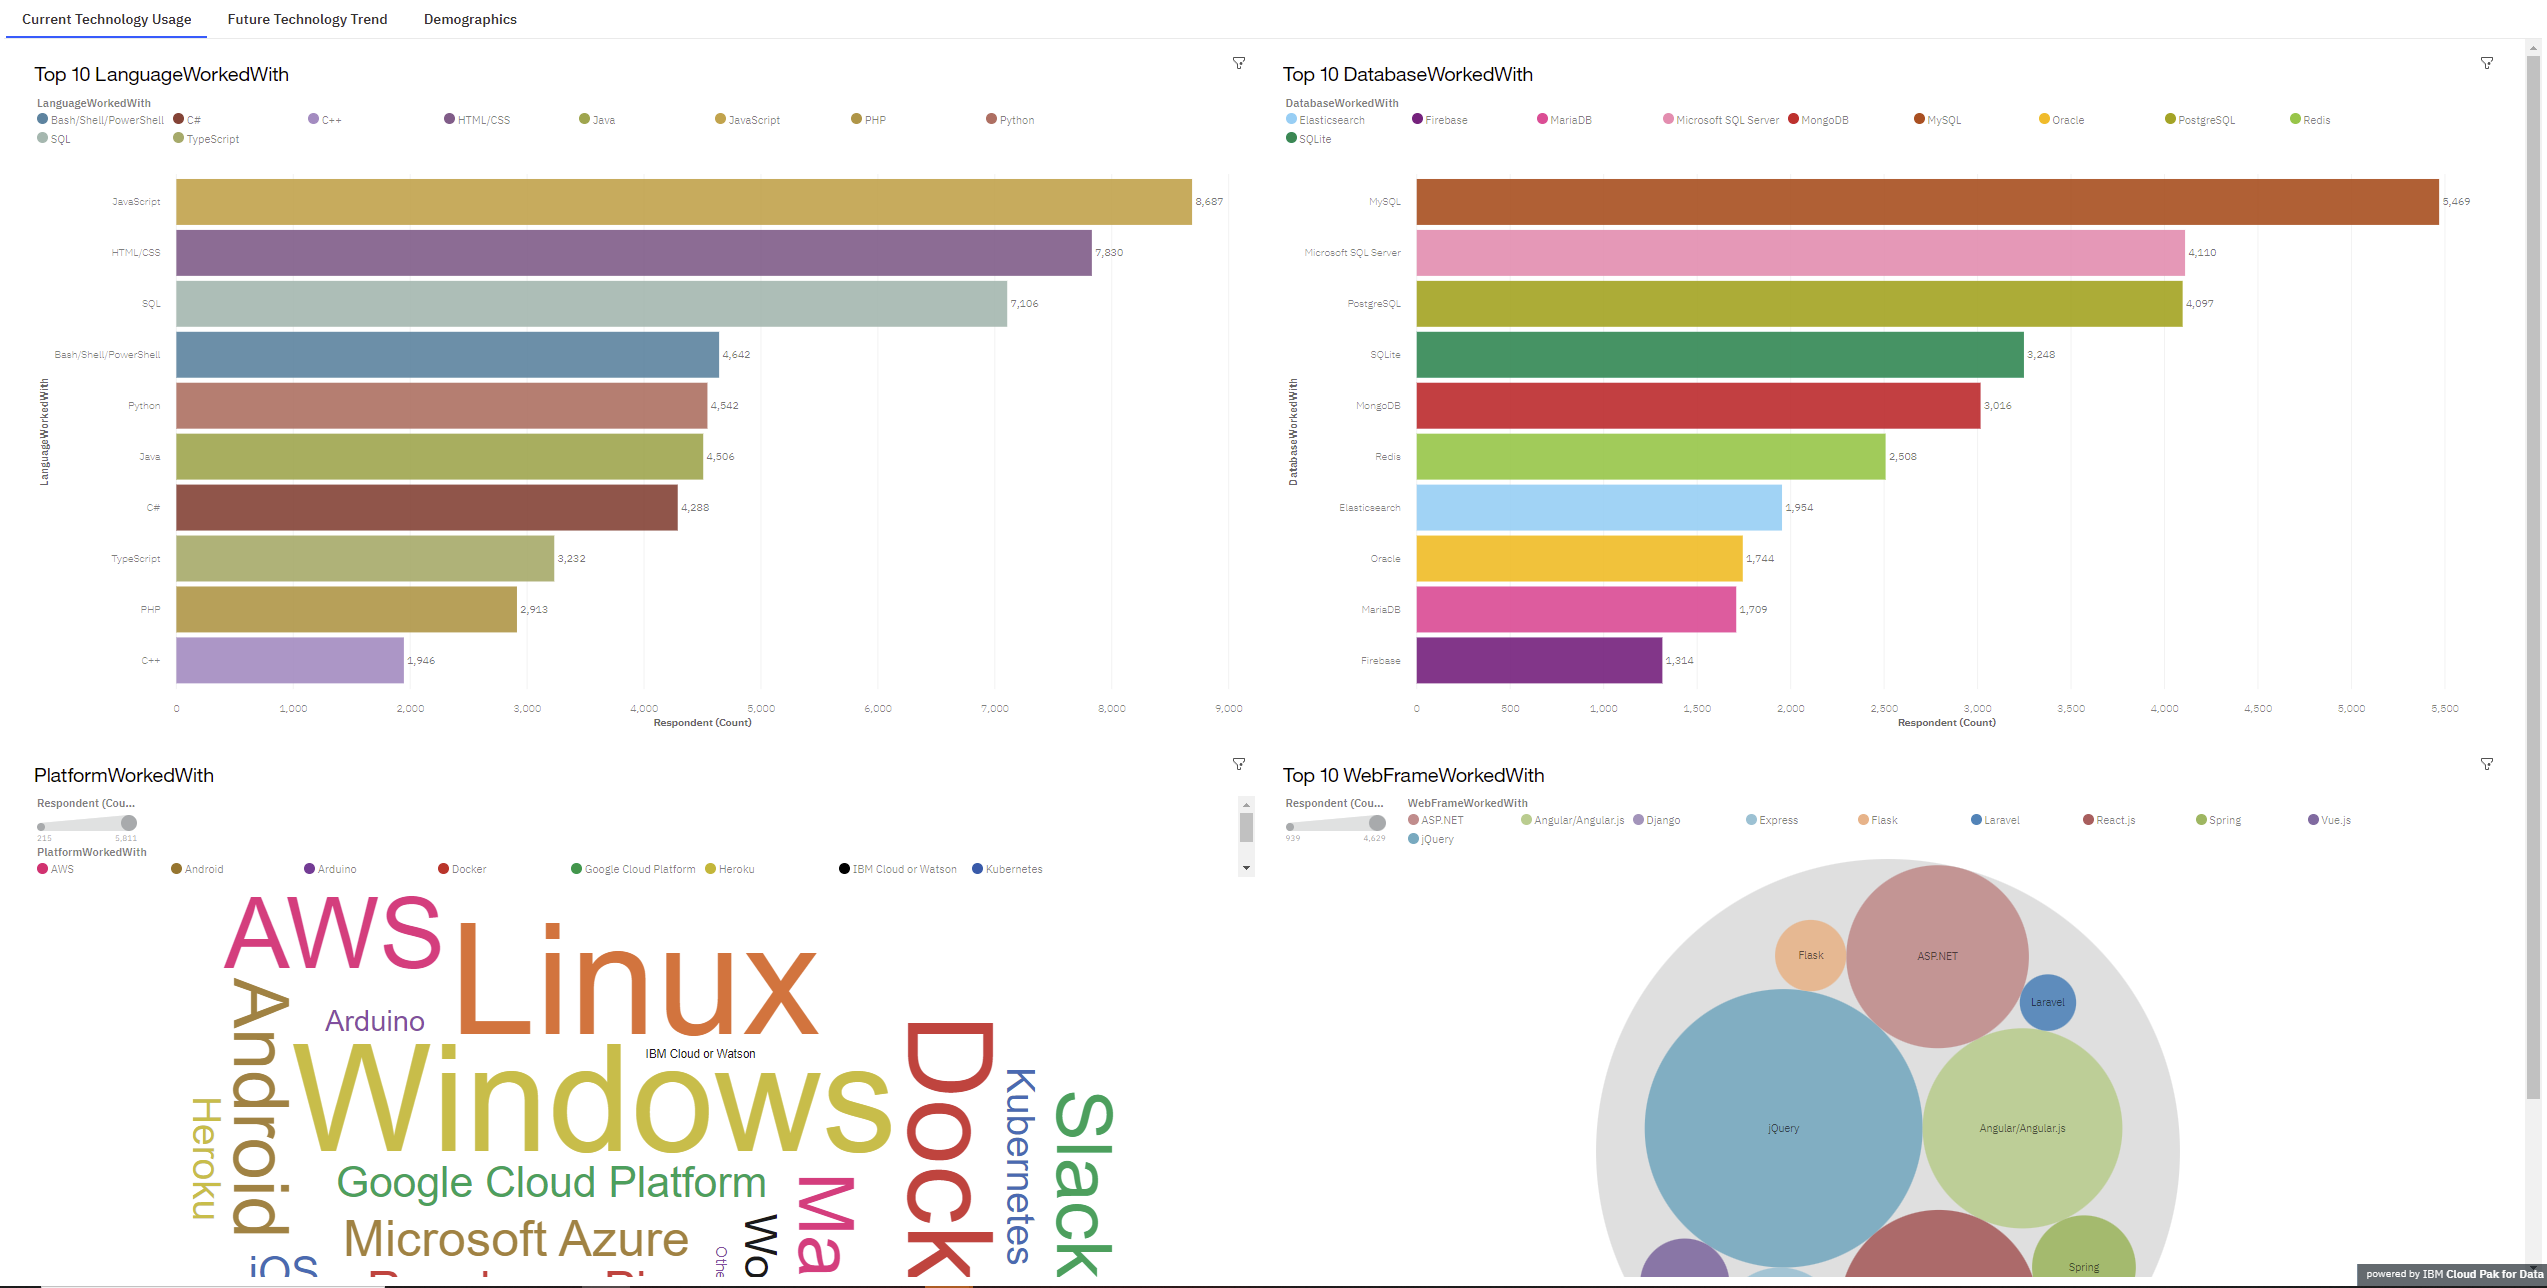 Current Technology Usage Future Technology Trend Demographics
Top 10 LanguageWorkedWith
LanguageWorkedWith
Bash/Shell/PowerShell C# C++ HTML/CSS Java JavaScript PHP Python
SQL TypeScript
LanguageWorkedWith
JavaScript 8,687
HTML/CSS 7,830
SQL 7,106
Bash/Shell/PowerShell 4,642
Python 4,542
Java 4,506
C# 4,288
TypeScript 3,232
PHP 2,913
C++ 1,946
0 1,000 2,000 3,000 4,000 5,000 6,000 7,000 8,000 9,000
Respondent (Count)
Top 10 DatabaseWorkedWith
DatabaseWorkedWith
Elasticsearch Firebase MariaDB Microsoft SQL Server MongoDB MySQL Oracle PostgreSQL Redis
SQLite
DatabaseWorkedWith
MySQL 5,469
Microsoft SQL Server 4,110
PostgreSQL 4,097
SQLite 3,248
MongoDB 3,016
Redis 2,508
Elasticsearch 1,954
Oracle 1,744
MariaDB 1,709
Firebase 1,314
0 500 1,000 1,500 2,000 2,500 3,000 3,500 4,000 4,500 5,000 5,500
Respondent (Count)
PlatformWorkedWith
Respondent (Cou...
215 5,811
PlatformWorkedWith
AWS Android Arduino Docker Google Cloud Platform Heroku IBM Cloud or Watson Kubernetes
AWS
Linux
Android
Arduino
IBM Cloud or Watson
Windows
Dock
Kubernetes
Slack
Heroku
Google Cloud Platform
Microsoft Azure
Wo
Ma
Othe
iOS
Top 10 WebFrameWorkedWith
Respondent (Cou...
939 4,629
WebFrameWorkedWith
ASP.NET Angular/Angular.js Django Express Flask Laravel React.js Spring Vue.js
jQuery
Flask
ASP.NET
Laravel
jQuery
Angular/Angular.js
Spring
powered by IBM Cloud Pak for Data